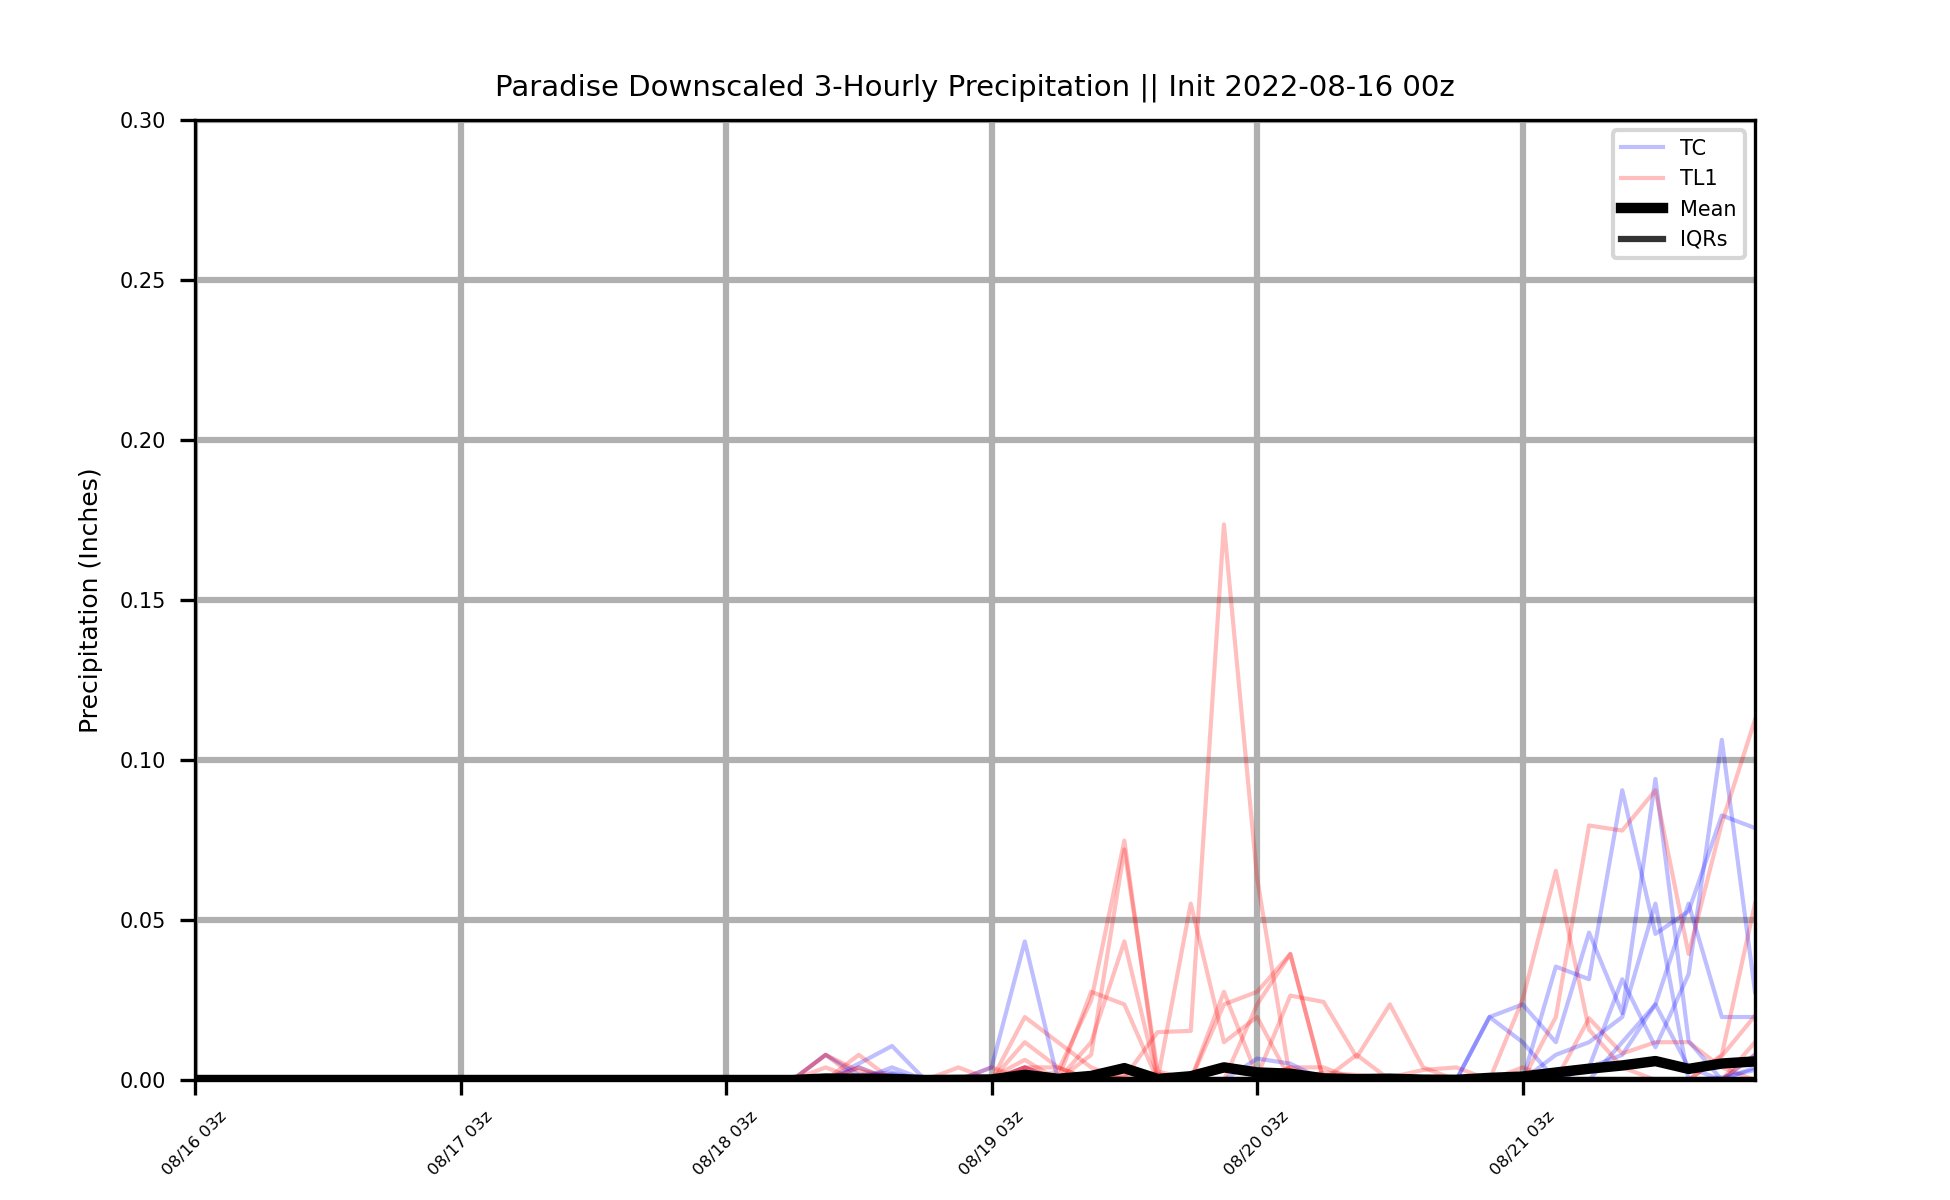 Paradise Downscaled 3-Hourly Precipitation || Init 2022-08-16 00z
0.30
0.25
0.20
0.15
0.10
0.05
0.00
Precipitation (Inches)
TC
TL1
Mean
IQRs
08/16 03z
08/17 03z
08/18 03z
08/19 03z
08/20 03z
08/21 03z